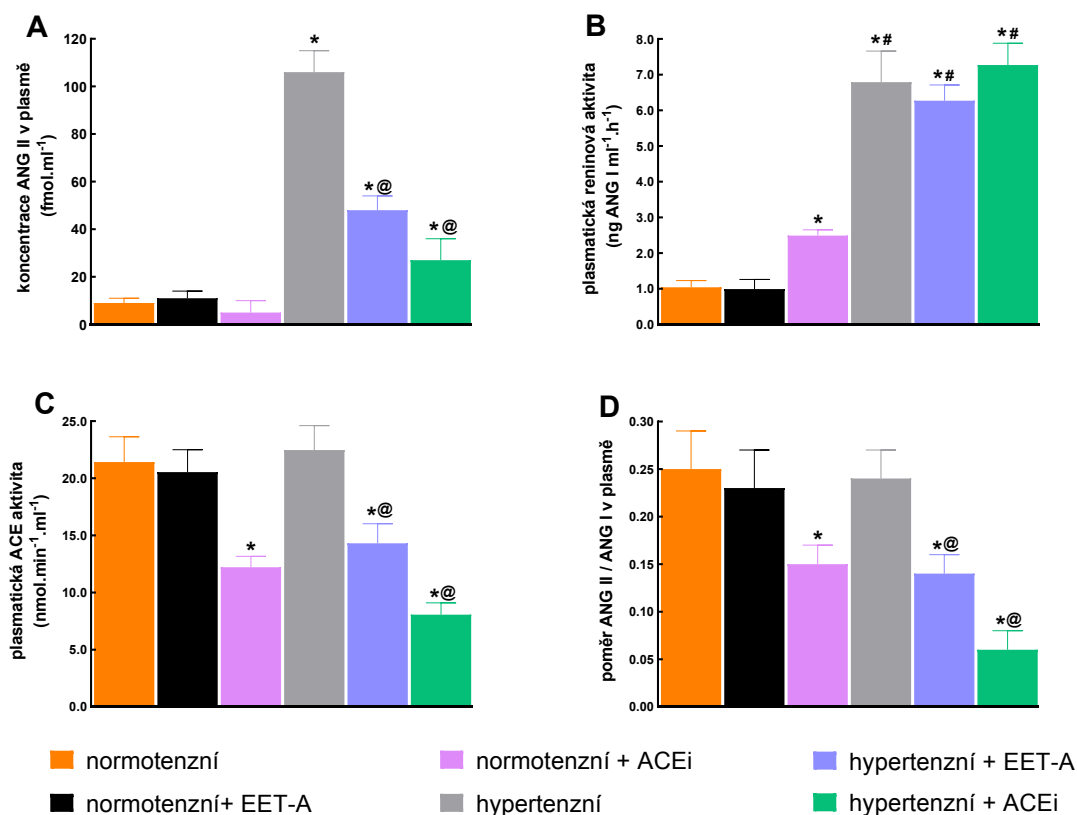 A
koncentrace ANG II v plasmě
(fmol.ml⁻¹)
120
100
80
60
40
20
0
*
*@
*@
B
plasmatická reninová aktivita
(ng ANG I ml⁻¹.h⁻¹)
8.0
7.0
6.0
5.0
4.0
3.0
2.0
1.0
0.0
*
*#
*#
*#
C
plasmatická ACE aktivita
(nmol.min⁻¹.ml⁻¹)
25.0
20.0
15.0
10.0
5.0
0.0
*
*@
*@
D
poměr ANG II / ANG I v plasmě
0.30
0.25
0.20
0.15
0.10
0.05
0.00
*
*@
*@
normotenzní
normotenzní + ACEi
hypertenzní + EET-A
normotenzní+ EET-A
hypertenzní
hypertenzní + ACEi